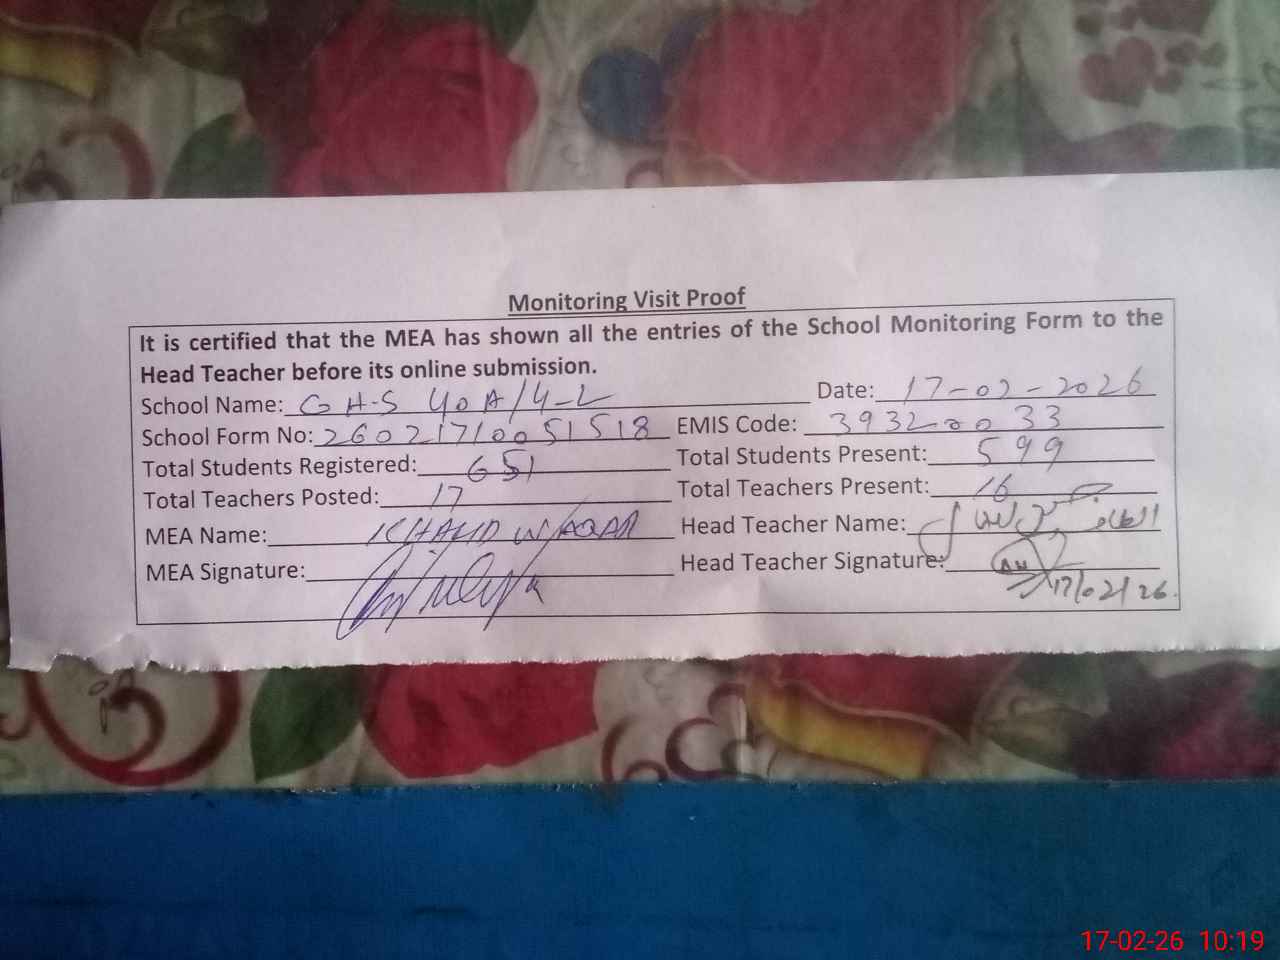 Monitoring Visit Proof
It is certified that the MEA has shown all the entries of the School Monitoring Form to the
Head Teacher before its online submission.
School Name: GHS 40A/4-L Date: 17-02-2026
School Form No: 26021710051518 EMIS Code: 39320033
Total Students Registered: 651 Total Students Present: 599
Total Teachers Posted: 17 Total Teachers Present: 16
MEA Name: KHALID WAQAR Head Teacher Name:
MEA Signature: Head Teacher Signature:
17/02/26
17-02-26 10:19